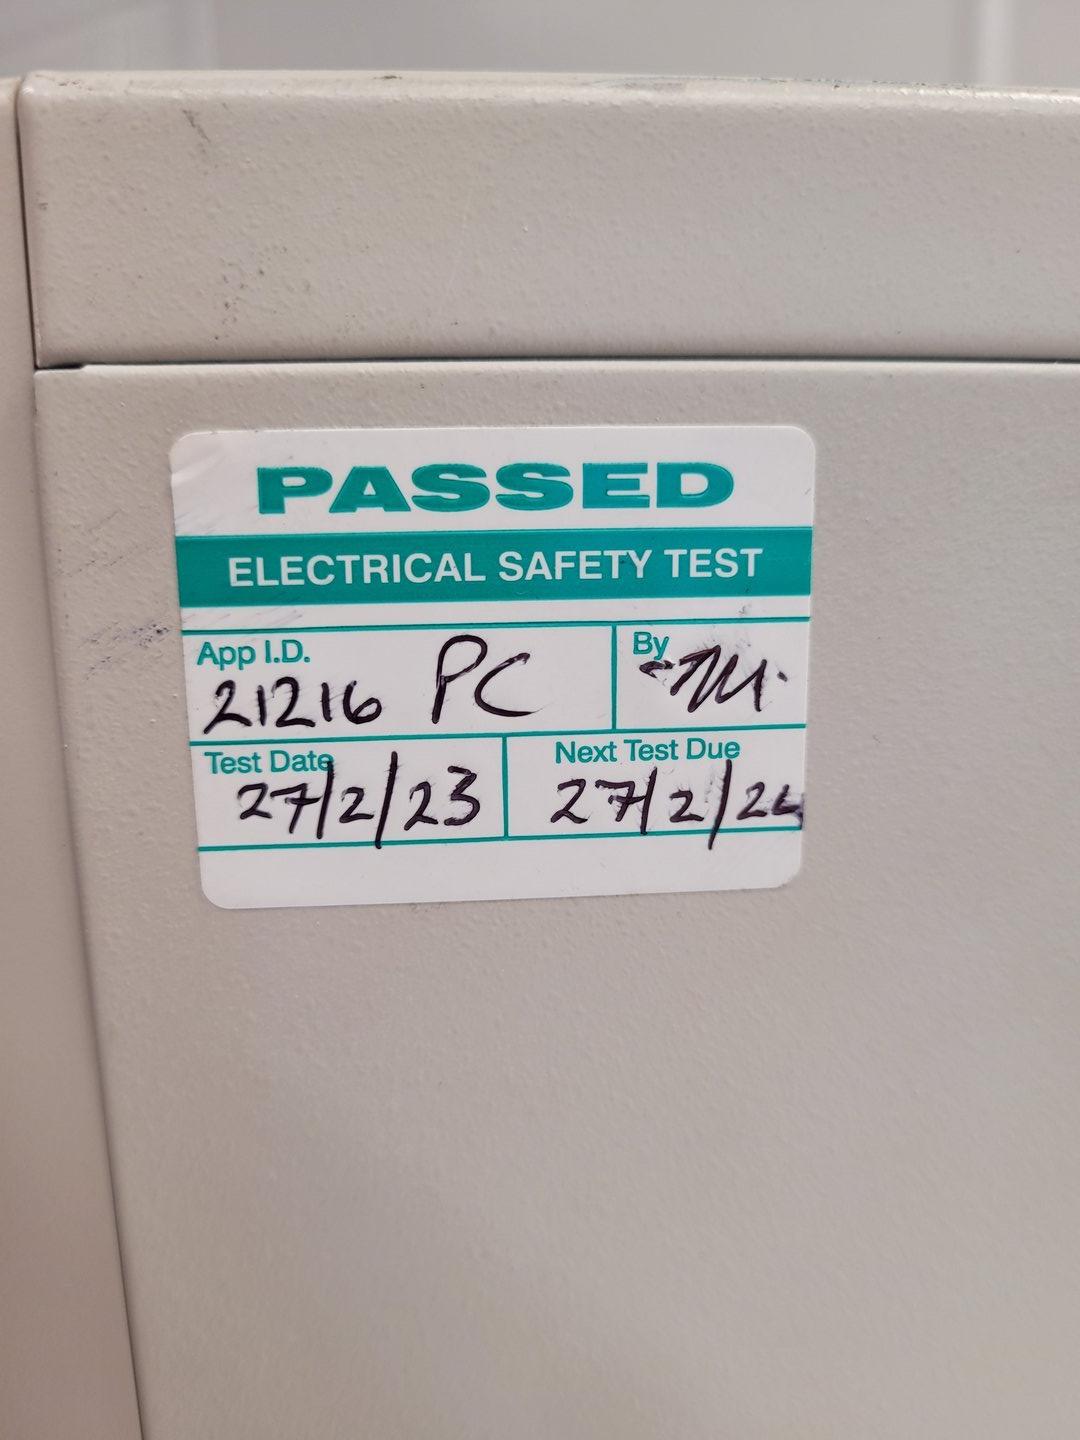 PASSED
ELECTRICAL SAFETY TEST
App I.D.
By
21216 PC
Test Date
Next Test Due
27/2/23
27/2/24